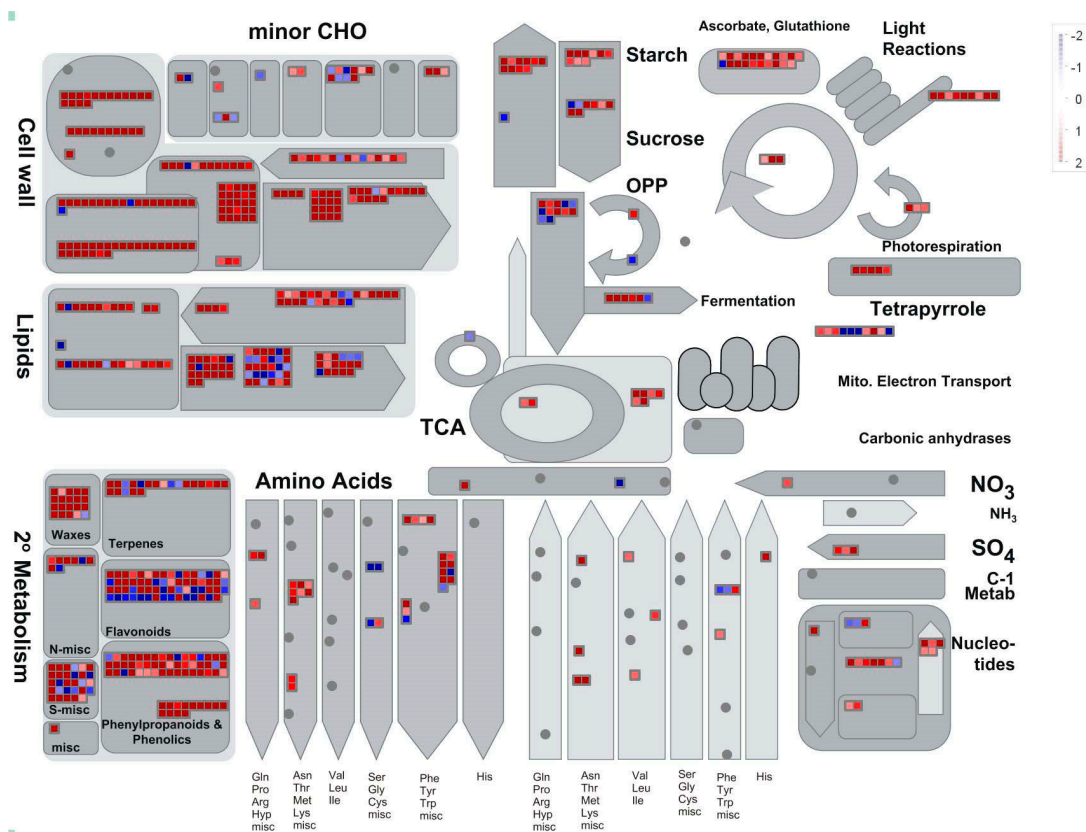 minor CHO
Cell wall
Lipids
2º Metabolism
Starch
Sucrose
OPP
Ascorbate, Glutathione
Light
Reactions
-2
-1
0
1
2
Photorespiration
Fermentation
Tetrapyrrole
Mito. Electron Transport
TCA
Carbonic anhydrases
Amino Acids
NO3
NH3
SO4
C-1
Metab
Nucleo-
tides
Waxes
Terpenes
Flavonoids
N-misc
S-misc
Phenylpropanoids &
Phenolics
misc
Gln
Pro
Arg
Hyp
misc
Asn
Thr
Met
Lys
misc
Val
Leu
Ile
Ser
Gly
Cys
misc
Phe
Tyr
Trp
misc
His
Gln
Pro
Arg
Hyp
misc
Asn
Thr
Met
Lys
misc
Val
Leu
Ile
Ser
Gly
Cys
misc
Phe
Tyr
Trp
misc
His